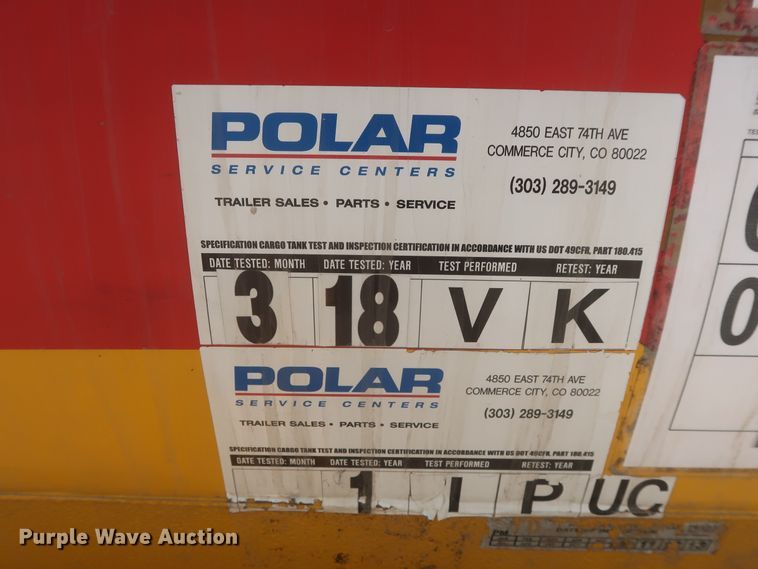 POLAR
SERVICE CENTERS
TRAILER SALES • PARTS • SERVICE
4850 EAST 74TH AVE
COMMERCE CITY, CO 80022
(303) 289-3149
SPECIFICATION CARGO TANK TEST AND INSPECTION CERTIFICATION IN ACCORDANCE WITH US DOT 49CFR, PART 180.415
DATE TESTED: MONTH DATE TESTED: YEAR TEST PERFORMED RETEST: YEAR
3 18 V K
POLAR
SERVICE CENTERS
TRAILER SALES • PARTS • SERVICE
4850 EAST 74TH AVE
COMMERCE CITY, CO 80022
(303) 289-3149
SPECIFICATION CARGO TANK TEST AND INSPECTION CERTIFICATION IN ACCORDANCE WITH US DOT 49CFR, PART 180.415
DATE TESTED: MONTH DATE TESTED: YEAR TEST PERFORMED RETEST: YEAR
1 I P UC
Purple Wave Auction